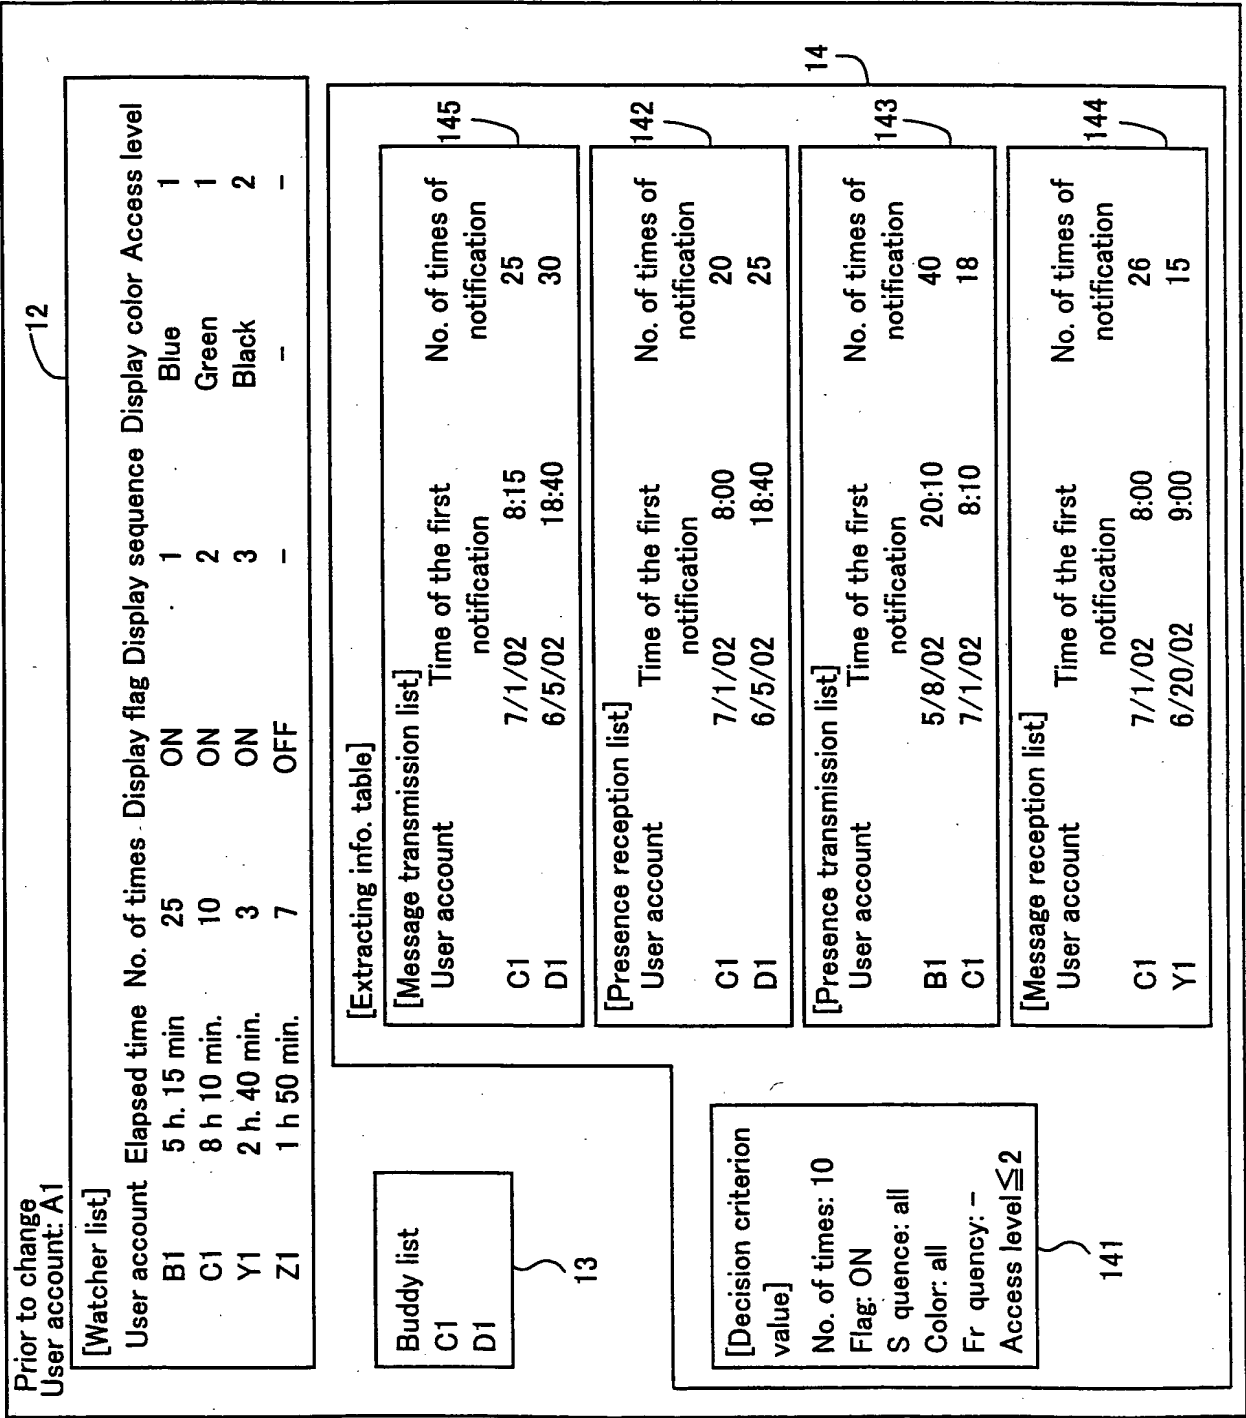 Prior to change
User account: A1
12
[Watcher list]
User account Elapsed time No. of times Display flag Display sequence Display color Access level
B1 5 h. 15 min 25 ON 1 Blue 1
C1 8 h 10 min. 10 ON 2 Green 1
Y1 2 h. 40 min. 3 ON 3 Black 2
Z1 1 h 50 min. 7 OFF - - -
Buddy list
C1
D1
13
14
[Extracting info. table]
[Message transmission list]
145
User account Time of the first No. of times of
notification notification
C1 7/1/02 8:15 25
D1 6/5/02 18:40 30
[Presence reception list]
142
User account Time of the first No. of times of
notification notification
C1 7/1/02 8:00 20
D1 6/5/02 18:40 25
[Presence transmission list]
143
User account Time of the first No. of times of
notification notification
B1 5/8/02 20:10 40
C1 7/1/02 8:10 18
[Message reception list]
144
User account Time of the first No. of times of
notification notification
C1 7/1/02 8:00 26
Y1 6/20/02 9:00 15
[Decision criterion
value]
No. of times: 10
Flag: ON
S quence: all
Color: all
Fr quency: -
Access level≦2
141